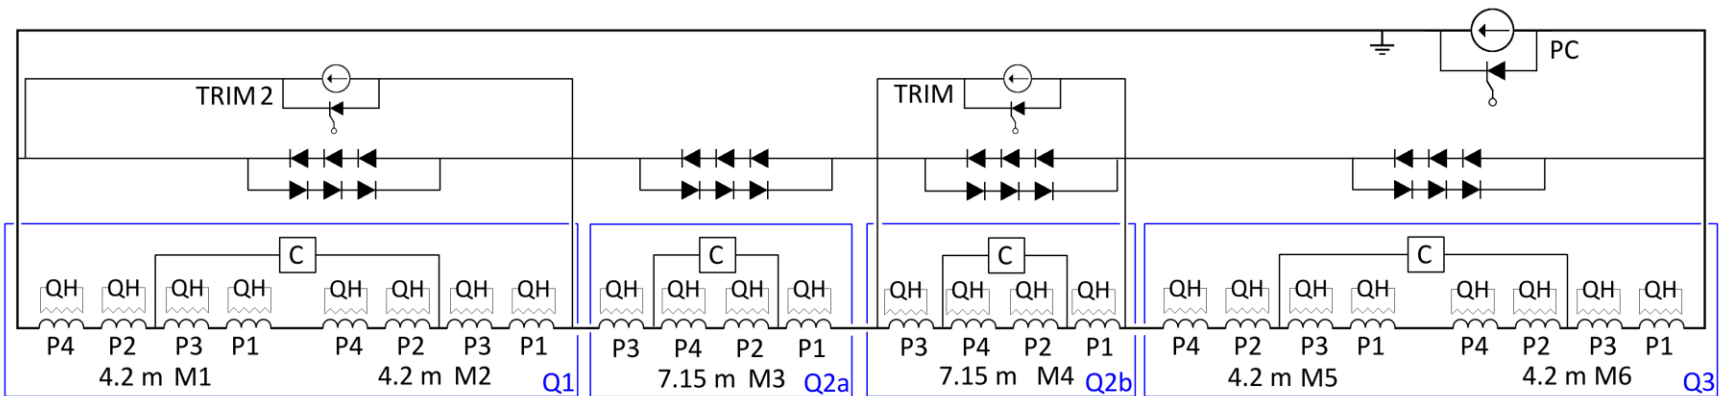 PC
TRIM 2
TRIM
C
C
C
C
QH QH QH QH QH QH QH QH QH QH QH QH QH QH QH QH QH QH QH QH QH QH QH QH
P4 P2 P3 P1 P4 P2 P3 P1 P3 P4 P2 P1 P3 P4 P2 P1 P4 P2 P3 P1 P4 P2 P3 P1
4.2 m M1 4.2 m M2 Q1 7.15 m M3 Q2a 7.15 m M4 Q2b 4.2 m M5 4.2 m M6 Q3